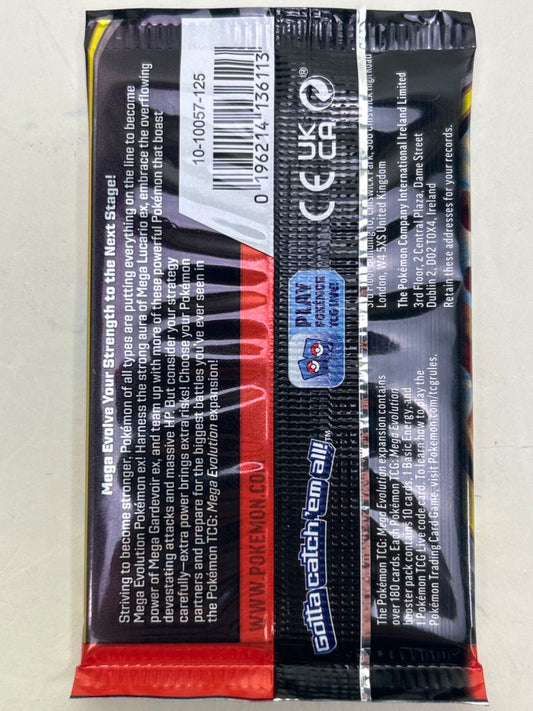 Mega Evolve Your Strength to the Next Stage!
Striving to become stronger, Pokémon of all types are putting everything on the line to become
Mega Evolution Pokémon ex! Harness the strong aura of Mega Lucario ex, embrace the overflowing
power of Mega Gardevoir ex, and team up with more of these powerful Pokémon that boast
devastating attacks and massive HP. But consider your strategy
carefully—extra power brings extra risks! Choose your Pokémon
partners and prepare for the biggest battles you've ever seen in
the Pokémon TCG: Mega Evolution expansion!
10-10057-125
0 196214 136113
WWW.POKEMON.CO
CE UK CA
®
PLAY
POKÉMON
TCG LIVE!
Gotta catch 'em all!™
London, W4 5XS United Kingdom
The Pokémon Company International Ireland Limited
3rd Floor, 2 Central Plaza, Dame Street
Dublin 2, D02 T0X4, Ireland
Retain these addresses for your records.
The Pokémon TCG: Mega Evolution expansion contains
over 180 cards. Each Pokémon TCG: Mega Evolution
booster pack contains 10 cards, 1 Basic Energy, and
1 Pokémon TCG Live code card. To learn how to play the
Pokémon Trading Card Game, visit Pokemon.com/tcgrules.